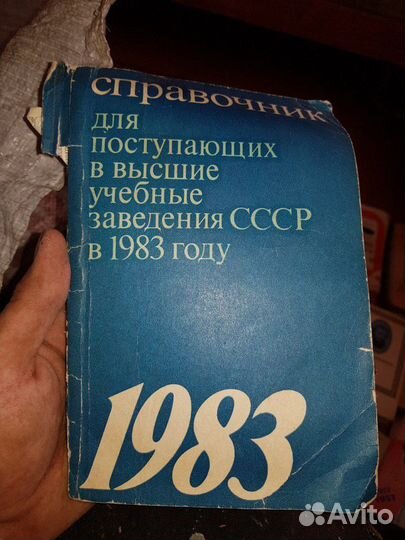 справочник
для
поступающих
в высшие
учебные
заведения СССР
в 1983 году
1983
Avito